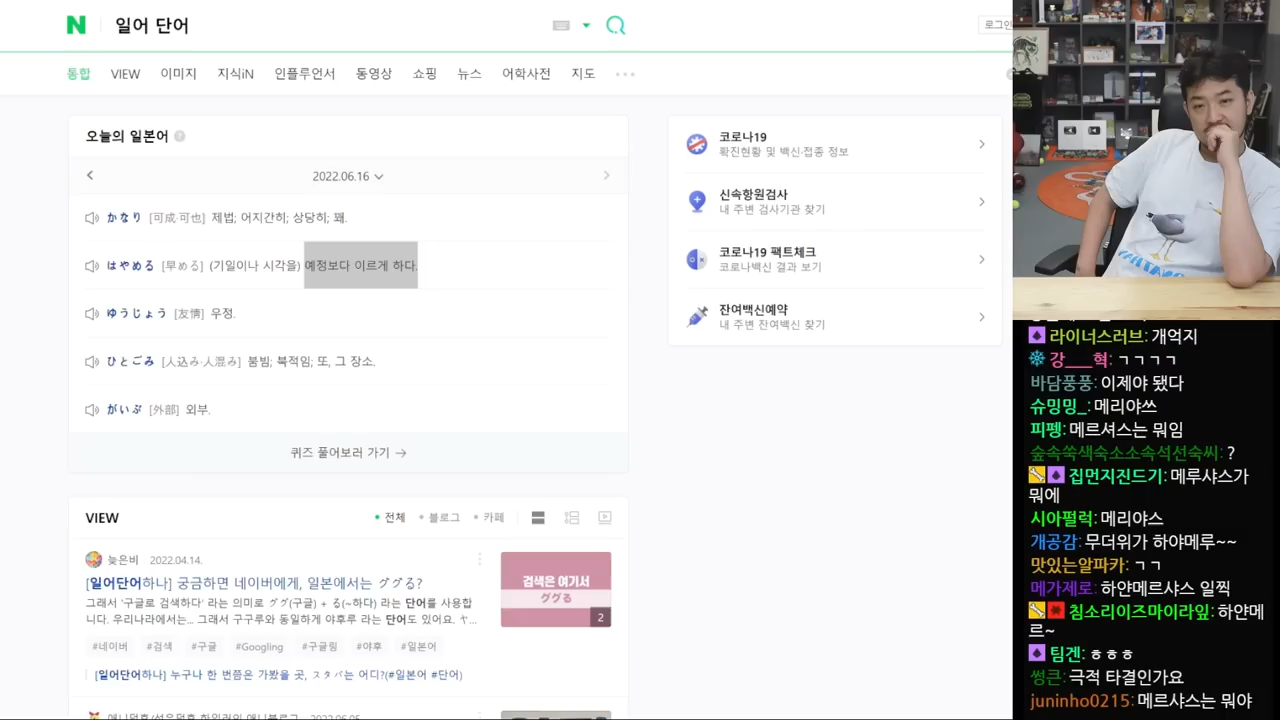 N 일어 단어
로그인
통합 VIEW 이미지 지식iN 인플루언서 동영상 쇼핑 뉴스 어학사전 지도
오늘의 일본어 ?
2022.06.16
かなり [可成·可也] 제법; 어지간히; 상당히; 꽤.
はやめる [早める] (기일이나 시각을) 예정보다 이르게 하다.
ゆうじょう [友情] 우정.
ひとごみ [人込み·人混み] 붐빔; 북적임; 또, 그 장소.
がいぶ [外部] 외부.
퀴즈 풀어보러 가기 →
코로나19
확진현황 및 백신·접종 정보
신속항원검사
내 주변 검사기관 찾기
코로나19 팩트체크
코로나백신 결과 보기
잔여백신예약
내 주변 잔여백신 찾기
VIEW
전체 블로그 카페
늦은비 2022.04.14.
[일어단어하나] 궁금하면 네이버에게, 일본에게는 ググる?
그래서 '구글로 검색하다' 라는 의미로 ググ(구글) + る(~하다) 라는 단어를 사용합
니다. 우리나라에서는... 그래서 구구루와 동일하게 야후루라는 단어도 있어요.
#네이버 #검색 #구글 #Googling #구글링 #야후 #일본어
[일어단어하나] 누구나 한 번쯤은 가봤을 곳, #일본어 #단어)
검색은 여기서
ググる
2
2022.06.05.
라이너스러브: 개억지
강___혁: ㄱㄱㄱㄱ
바담풍풍: 이제야 됐다
슈밍밍_: 메리야쓰
피펭: 메르셔스는 뭐임
숲속쑥색숙소소속석선숙씨: ?
집먼지진드기: 메루샤스가
뭐에
시아펄럭: 메리야스
개공감: 무더위가 하야메루~~
맛있는알파카: ㄱㄱ
메가제로: 하얀메르샤스 일찍
침소리이즈마이라잎: 하얀메
르~
팀겐: ㅎㅎㅎ
썽큰: 극적 타결인가요
juninho0215: 메르샤스는 뭐야